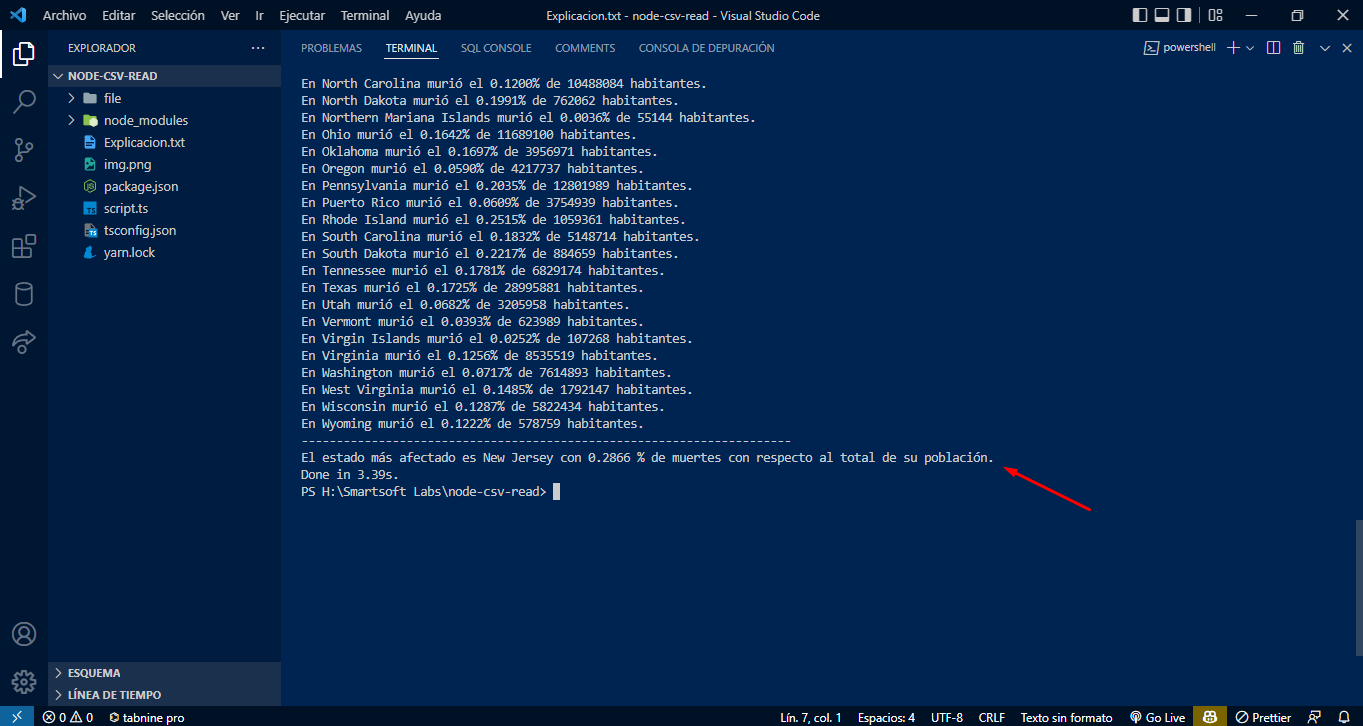 Archivo Editar Selección Ver Ir Ejecutar Terminal Ayuda
Explicacion.txt - node-csv-read - Visual Studio Code
EXPLORADOR
NODE-CSV-READ
file
node_modules
Explicacion.txt
img.png
package.json
script.ts
tsconfig.json
yarn.lock
ESQUEMA
LÍNEA DE TIEMPO
PROBLEMAS TERMINAL SQL CONSOLE COMMENTS CONSOLA DE DEPURACIÓN
powershell
En North Carolina murió el 0.1200% de 10488084 habitantes.
En North Dakota murió el 0.1991% de 762062 habitantes.
En Northern Mariana Islands murió el 0.0036% de 55144 habitantes.
En Ohio murió el 0.1642% de 11689100 habitantes.
En Oklahoma murió el 0.1697% de 3956971 habitantes.
En Oregon murió el 0.0590% de 4217737 habitantes.
En Pennsylvania murió el 0.2035% de 12801989 habitantes.
En Puerto Rico murió el 0.0609% de 3754939 habitantes.
En Rhode Island murió el 0.2515% de 1059361 habitantes.
En South Carolina murió el 0.1832% de 5148714 habitantes.
En South Dakota murió el 0.2217% de 884659 habitantes.
En Tennessee murió el 0.1781% de 6829174 habitantes.
En Texas murió el 0.1725% de 28995881 habitantes.
En Utah murió el 0.0682% de 3205958 habitantes.
En Vermont murió el 0.0393% de 623989 habitantes.
En Virgin Islands murió el 0.0252% de 107268 habitantes.
En Virginia murió el 0.1256% de 8535519 habitantes.
En Washington murió el 0.0717% de 7614893 habitantes.
En West Virginia murió el 0.1485% de 1792147 habitantes.
En Wisconsin murió el 0.1287% de 5822434 habitantes.
En Wyoming murió el 0.1222% de 578759 habitantes.
----------------------------------------------------------------------
El estado más afectado es New Jersey con 0.2866 % de muertes con respecto al total de su población.
Done in 3.39s.
PS H:\Smartsoft Labs\node-csv-read>
0 0 tabnine pro
Lín. 7, col. 1 Espacios: 4 UTF-8 CRLF Texto sin formato Go Live Prettier